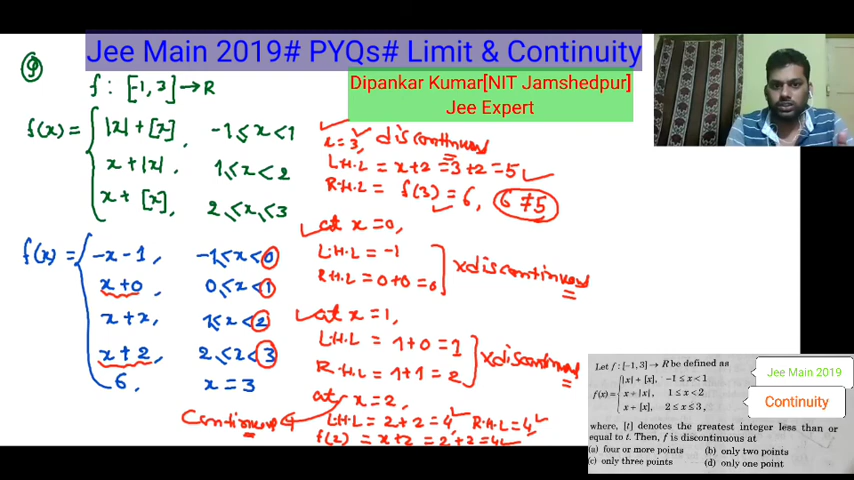 Jee Main 2019# PYQs# Limit & Continuity
Dipankar Kumar[NIT Jamshedpur]
Jee Expert
9
f : [-1, 3] → R
f(x) = { |x| + [x], -1 ≤ x < 1
x + |x|, 1 ≤ x < 2
x + [x], 2 ≤ x ≤ 3
f(x) = { -x - 1, -1 ≤ x < 0
x + 0, 0 ≤ x < 1
x + x, 1 ≤ x < 2
x + 2, 2 ≤ x < 3
6, x = 3
x = 3, discontinuous
L.H.L = x+2 = 3+2 = 5
R.H.L = f(3) = 6, 6 ≠ 5
at x = 0,
L.H.L = -1
R.H.L = 0+0 = 0 ] x discontinuous
at x = 1,
L.H.L = 1+0 = 1
R.H.L = 1+1 = 2 ] x discontinuous
at x = 2,
Continuous
L.H.L = 2+2 = 4 R.H.L = 4
f(2) = x+2 = 2+2 = 4
Let f : [-1, 3] → R be defined as
f(x) = { |x| + [x], -1 ≤ x < 1
x + |x|, 1 ≤ x < 2
x + [x], 2 ≤ x ≤ 3,
where, [t] denotes the greatest integer less than or
equal to t. Then, f is discontinuous at
(a) four or more points (b) only two points
(c) only three points (d) only one point
Jee Main 2019
Continuity